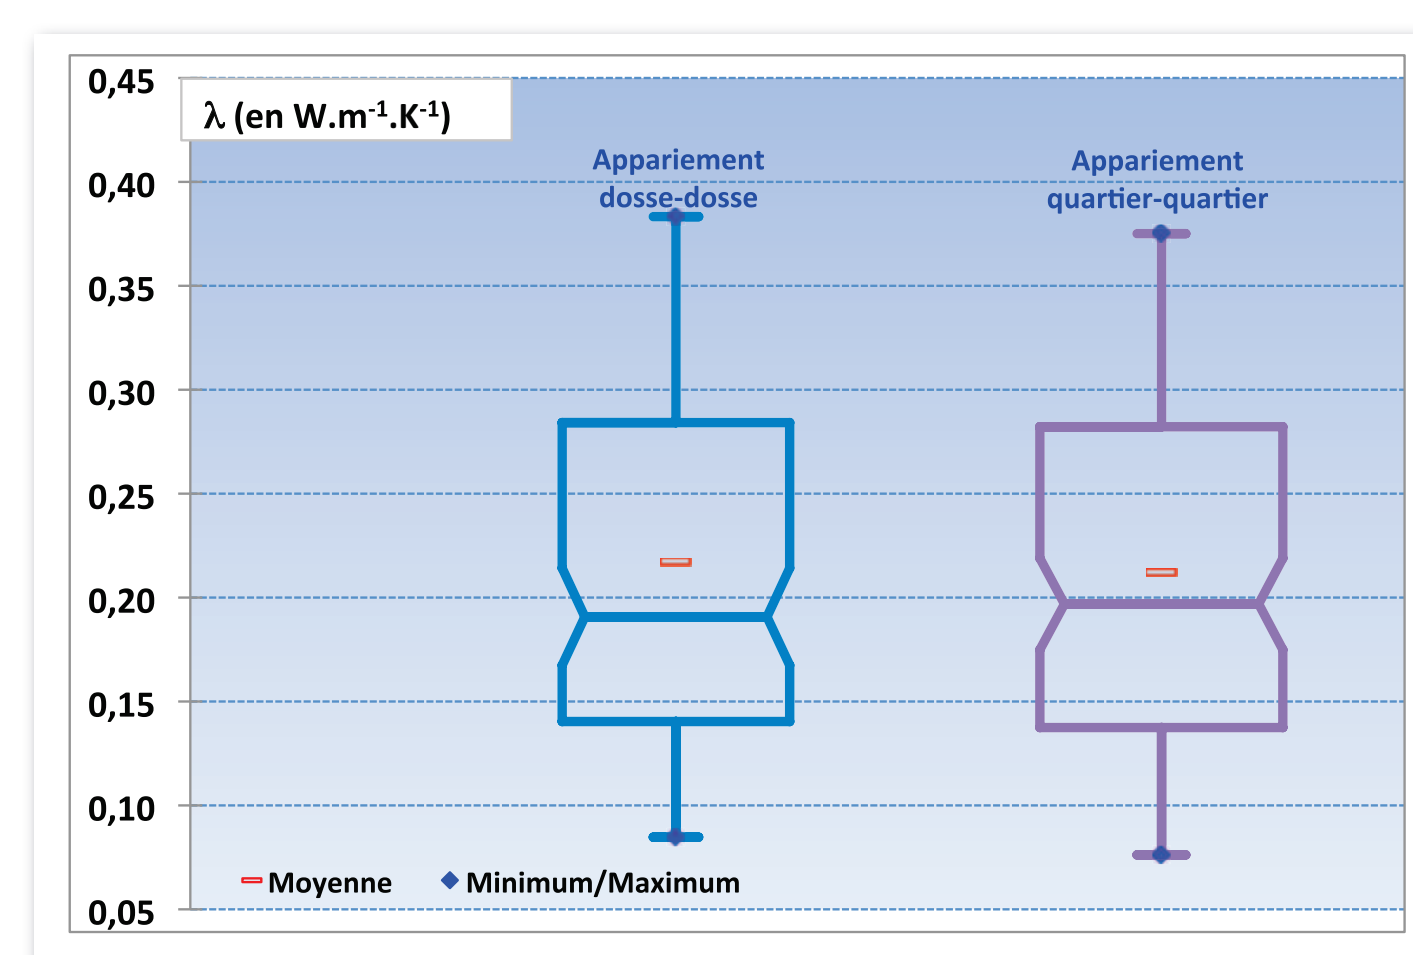 0,45
λ (en W.m⁻¹.K⁻¹)
Appariement
dosse-dosse
Appariement
quartier-quartier
0,40
0,35
0,30
0,25
0,20
0,15
0,10
0,05
Moyenne
Minimum/Maximum